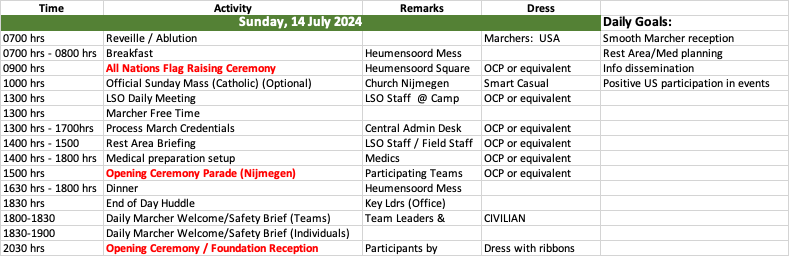 Time Activity Remarks Dress
Sunday, 14 July 2024 Daily Goals:
0700 hrs Reveille / Ablution Marchers: USA Smooth Marcher reception
0700 hrs - 0800 hrs Breakfast Heumensoord Mess Rest Area/Med planning
0900 hrs All Nations Flag Raising Ceremony Heumensoord Square OCP or equivalent Info dissemination
1000 hrs Official Sunday Mass (Catholic) (Optional) Church Nijmegen Smart Casual Positive US participation in events
1300 hrs LSO Daily Meeting LSO Staff @ Camp OCP or equivalent
1300 hrs Marcher Free Time
1300 hrs - 1700hrs Process March Credentials Central Admin Desk OCP or equivalent
1400 hrs - 1500 Rest Area Briefing LSO Staff / Field Staff OCP or equivalent
1400 hrs - 1800 hrs Medical preparation setup Medics OCP or equivalent
1500 hrs Opening Ceremony Parade (Nijmegen) Participating Teams OCP or equivalent
1630 hrs - 1800 hrs Dinner Heumensoord Mess
1830 hrs End of Day Huddle Key Ldrs (Office)
1800-1830 Daily Marcher Welcome/Safety Brief (Teams) Team Leaders & CIVILIAN
1830-1900 Daily Marcher Welcome/Safety Brief (Individuals)
2030 hrs Opening Ceremony / Foundation Reception Participants by Dress with ribbons